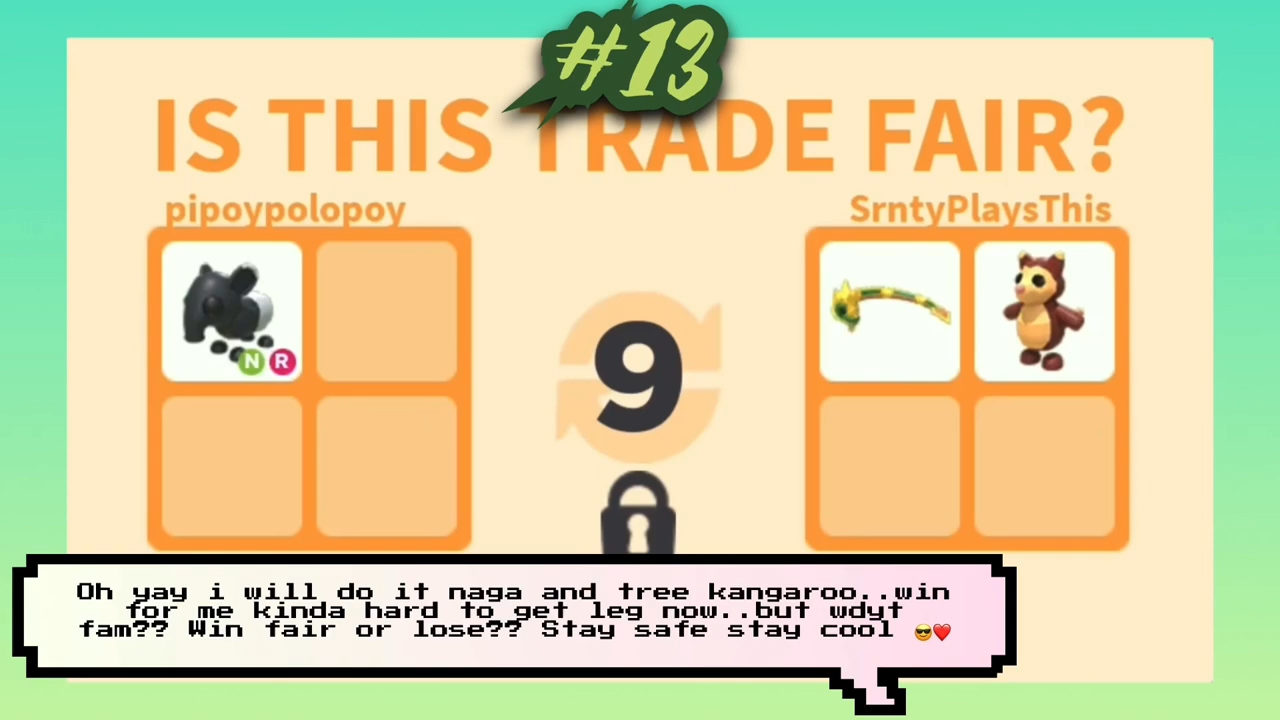 #13
IS THIS TRADE FAIR?
pipoypolopoy
SrntyPlaysThis
N R
9
Oh yay i will do it naga and tree kangaroo..win
for me kinda hard to get leg now..but wdyt
fam?? Win fair or lose?? Stay safe stay cool 😎❤️